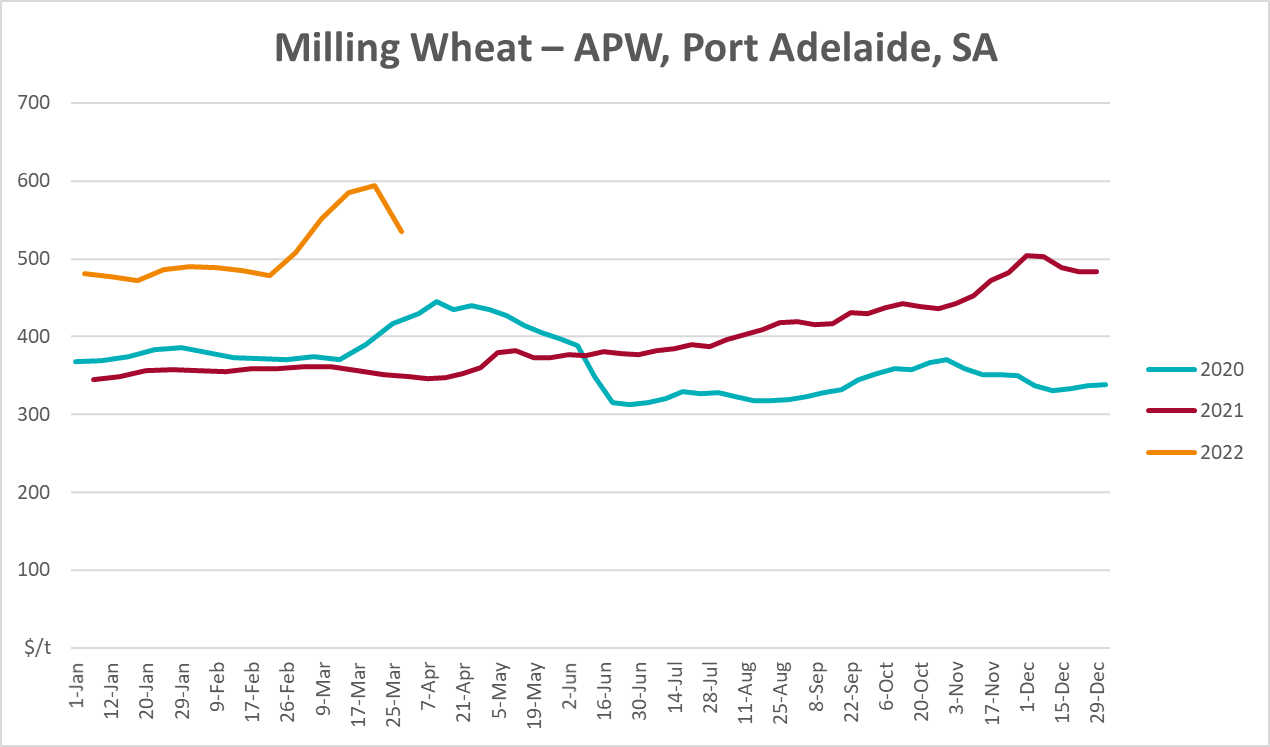 Milling Wheat – APW, Port Adelaide, SA
700
600
500
400
300
200
100
$/t
2020
2021
2022
1-Jan
12-Jan
20-Jan
29-Jan
9-Feb
17-Feb
26-Feb
9-Mar
17-Mar
25-Mar
7-Apr
21-Apr
5-May
19-May
2-Jun
16-Jun
30-Jun
14-Jul
28-Jul
11-Aug
25-Aug
8-Sep
22-Sep
6-Oct
20-Oct
3-Nov
17-Nov
1-Dec
15-Dec
29-Dec